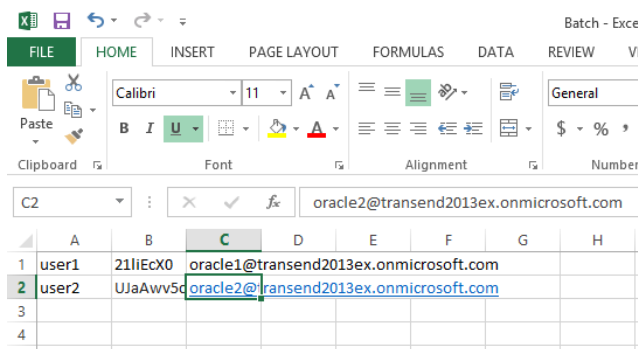 Batch - Exce
FILE HOME INSERT PAGE LAYOUT FORMULAS DATA REVIEW V
Calibri 11 A A General
Paste B I U A $ % ,
Clipboard Font Alignment Number
C2 fx oracle2@transend2013ex.onmicrosoft.com
A B C D E F G H
1 user1 21liEcX0 oracle1@transend2013ex.onmicrosoft.com
2 user2 UJaAwv5c oracle2@transend2013ex.onmicrosoft.com
3
4